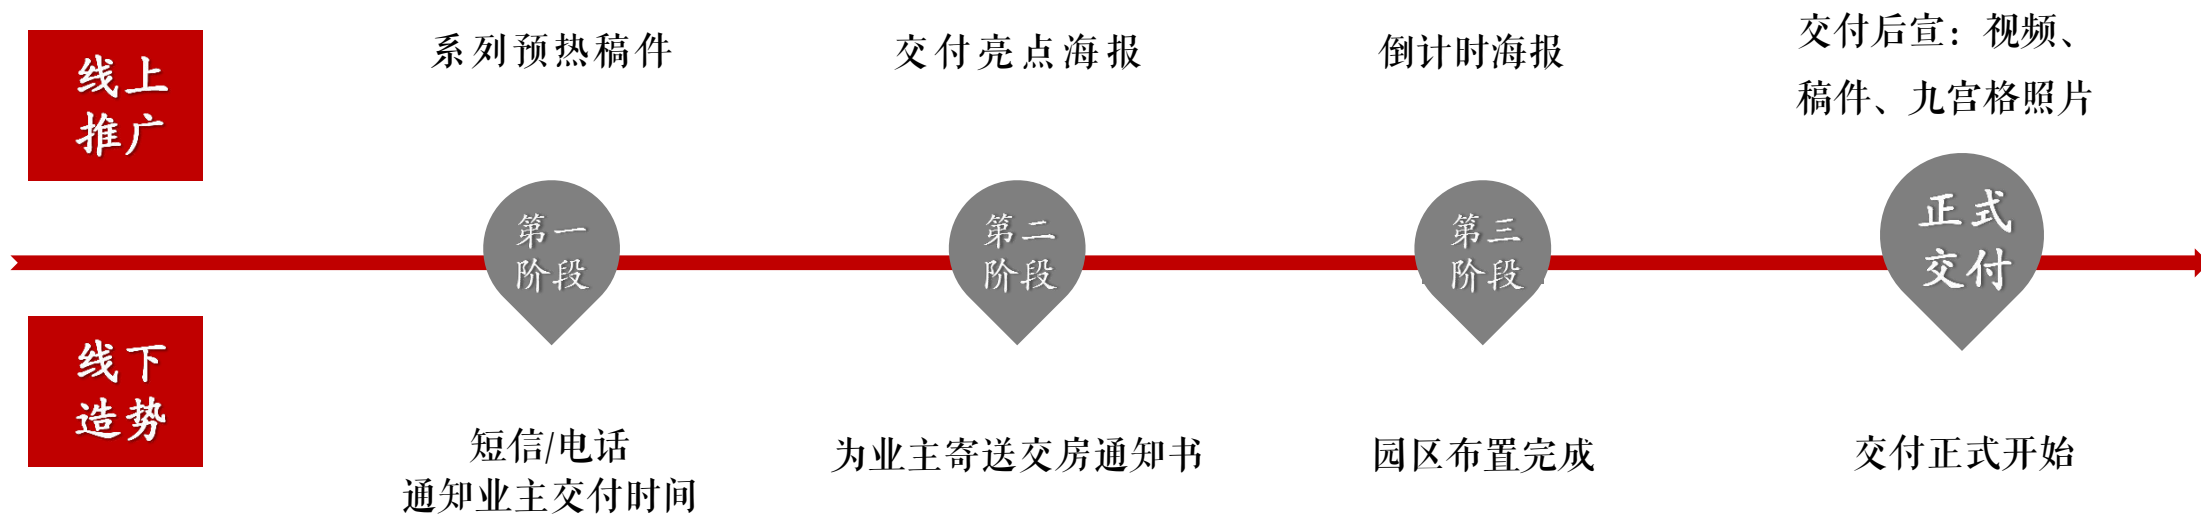 线上
推广
系列预热稿件
交付亮点海报
倒计时海报
交付后宣：视频、
稿件、九宫格照片
第一
阶段
第二
阶段
第三
阶段
正式
交付
线下
造势
短信/电话
通知业主交付时间
为业主寄送交房通知书
园区布置完成
交付正式开始